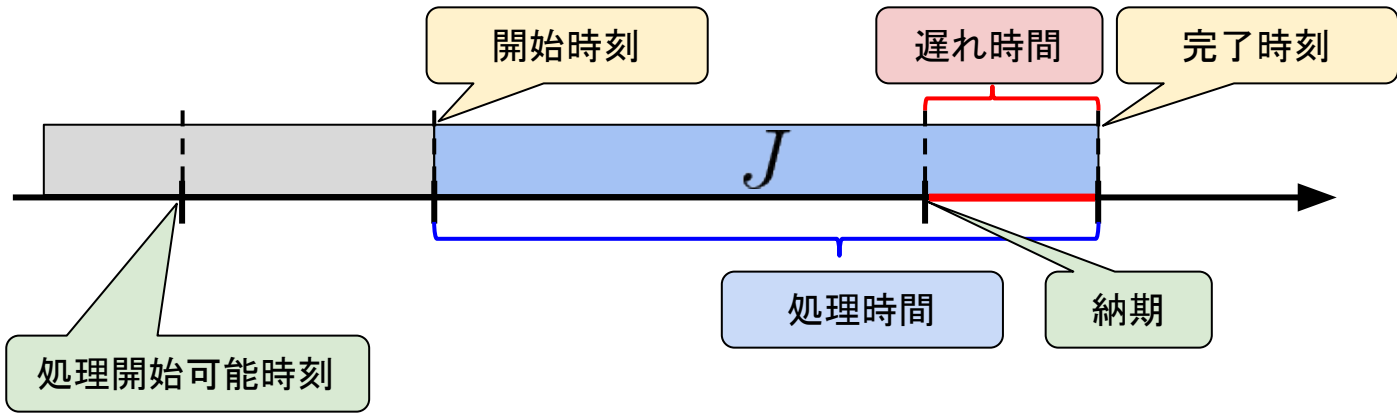 開始時刻
遅れ時間
完了時刻
J
処理時間
納期
処理開始可能時刻